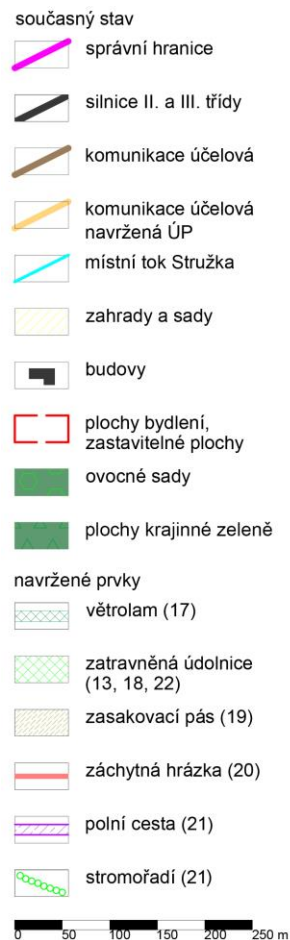 současný stav
správní hranice
silnice II. a III. třídy
komunikace účelová
komunikace účelová
navržená ÚP
místní tok Stružka
zahrady a sady
budovy
plochy bydlení,
zastavitelné plochy
ovocné sady
plochy krajinné zeleně
navržené prvky
větrolam (17)
zatravněná údolnice
(13, 18, 22)
zasakovací pás (19)
záchytná hrázka (20)
polní cesta (21)
stromořadí (21)
0 50 100 150 200 250 m